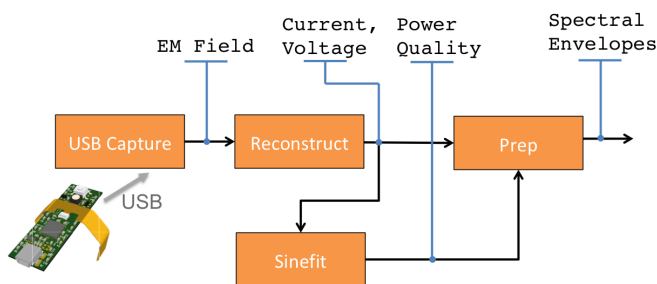 EM Field
Current,
Voltage
Power
Quality
Spectral
Envelopes
USB Capture
Reconstruct
Prep
USB
Sinefit